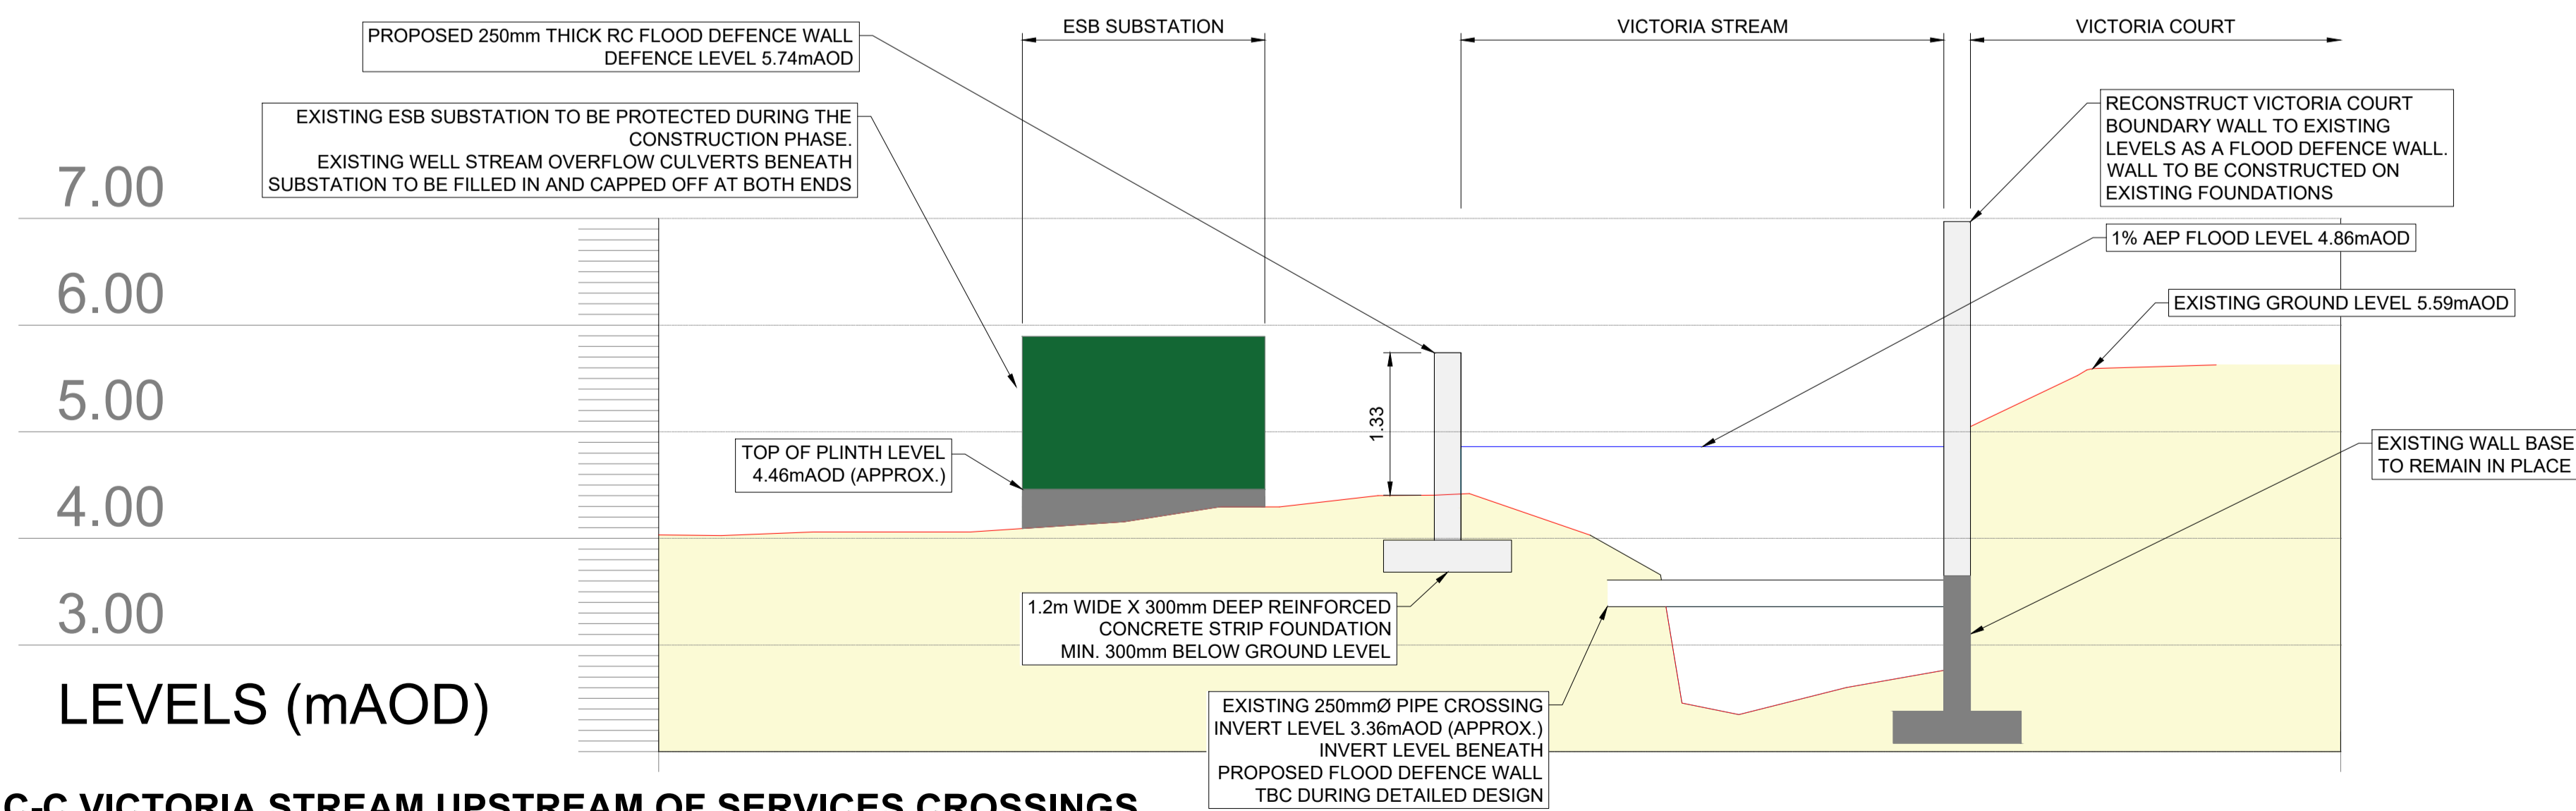 ESB SUBSTATION
VICTORIA STREAM
VICTORIA COURT
PROPOSED 250mm THICK RC FLOOD DEFENCE WALL
DEFENCE LEVEL 5.74mAOD
EXISTING ESB SUBSTATION TO BE PROTECTED DURING THE
CONSTRUCTION PHASE.
EXISTING WELL STREAM OVERFLOW CULVERTS BENEATH
SUBSTATION TO BE FILLED IN AND CAPPED OFF AT BOTH ENDS
RECONSTRUCT VICTORIA COURT
BOUNDARY WALL TO EXISTING
LEVELS AS A FLOOD DEFENCE WALL.
WALL TO BE CONSTRUCTED ON
EXISTING FOUNDATIONS
7.00
1% AEP FLOOD LEVEL 4.86mAOD
6.00
EXISTING GROUND LEVEL 5.59mAOD
5.00
1.33
TOP OF PLINTH LEVEL
4.46mAOD (APPROX.)
EXISTING WALL BASE
TO REMAIN IN PLACE
4.00
3.00
1.2m WIDE X 300mm DEEP REINFORCED
CONCRETE STRIP FOUNDATION
MIN. 300mm BELOW GROUND LEVEL
LEVELS (mAOD)
EXISTING 250mmØ PIPE CROSSING
INVERT LEVEL 3.36mAOD (APPROX.)
INVERT LEVEL BENEATH
PROPOSED FLOOD DEFENCE WALL
TBC DURING DETAILED DESIGN
C-C VICTORIA STREAM UPSTREAM OF SERVICES CROSSINGS